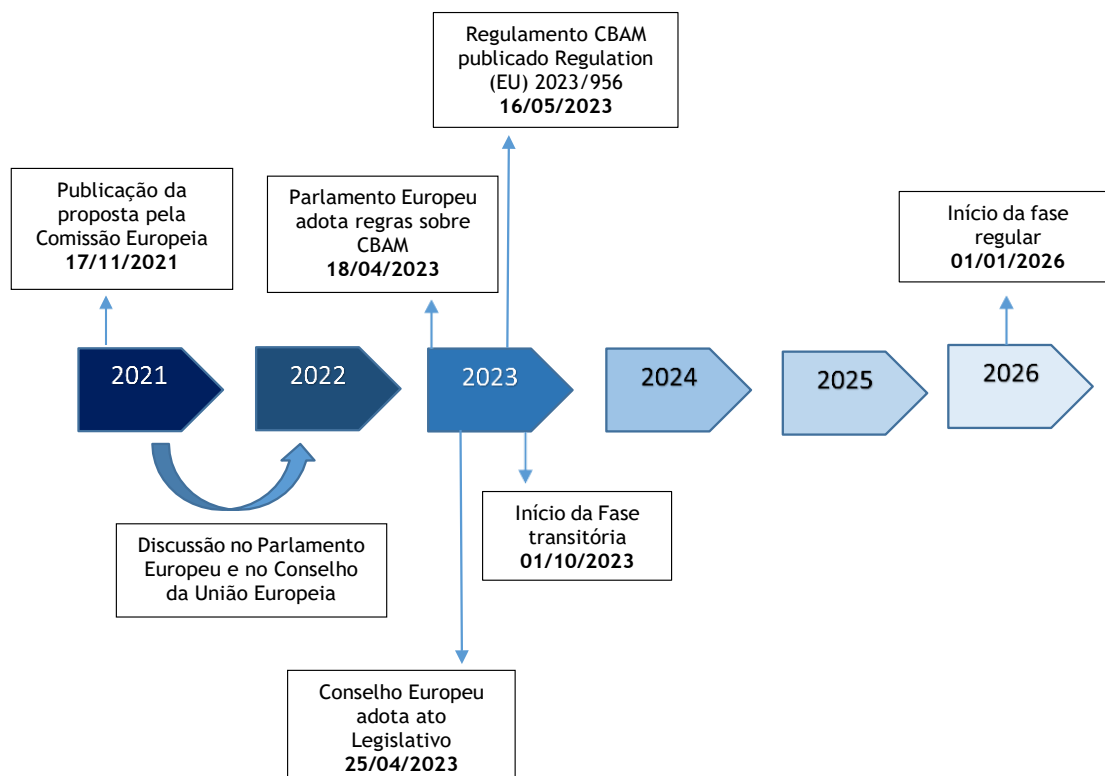 Regulamento CBAM
publicado Regulation
(EU) 2023/956
16/05/2023
Publicação da
proposta pela
Comissão Europeia
17/11/2021
Parlamento Europeu
adota regras sobre
CBAM
18/04/2023
Início da fase
regular
01/01/2026
2021
2022
2023
2024
2025
2026
Discussão no Parlamento
Europeu e no Conselho
da União Europeia
Início da Fase
transitória
01/10/2023
Conselho Europeu
adota ato
Legislativo
25/04/2023